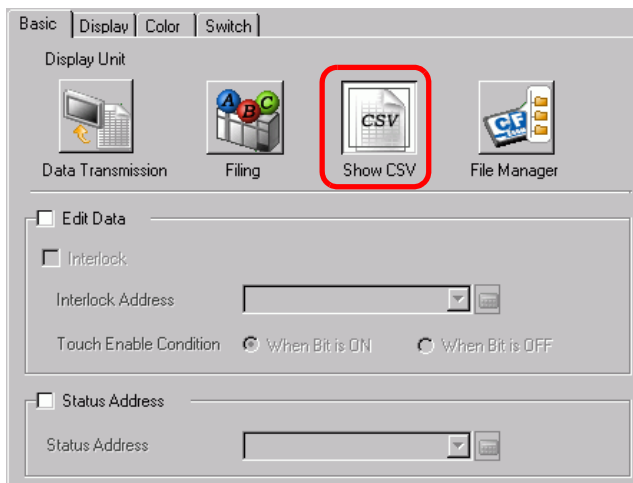 Basic Display Color Switch
Display Unit
A B C CSV CF
Data Transmission Filing Show CSV File Manager
Edit Data
Interlock
Interlock Address
Touch Enable Condition When Bit is ON When Bit is OFF
Status Address
Status Address